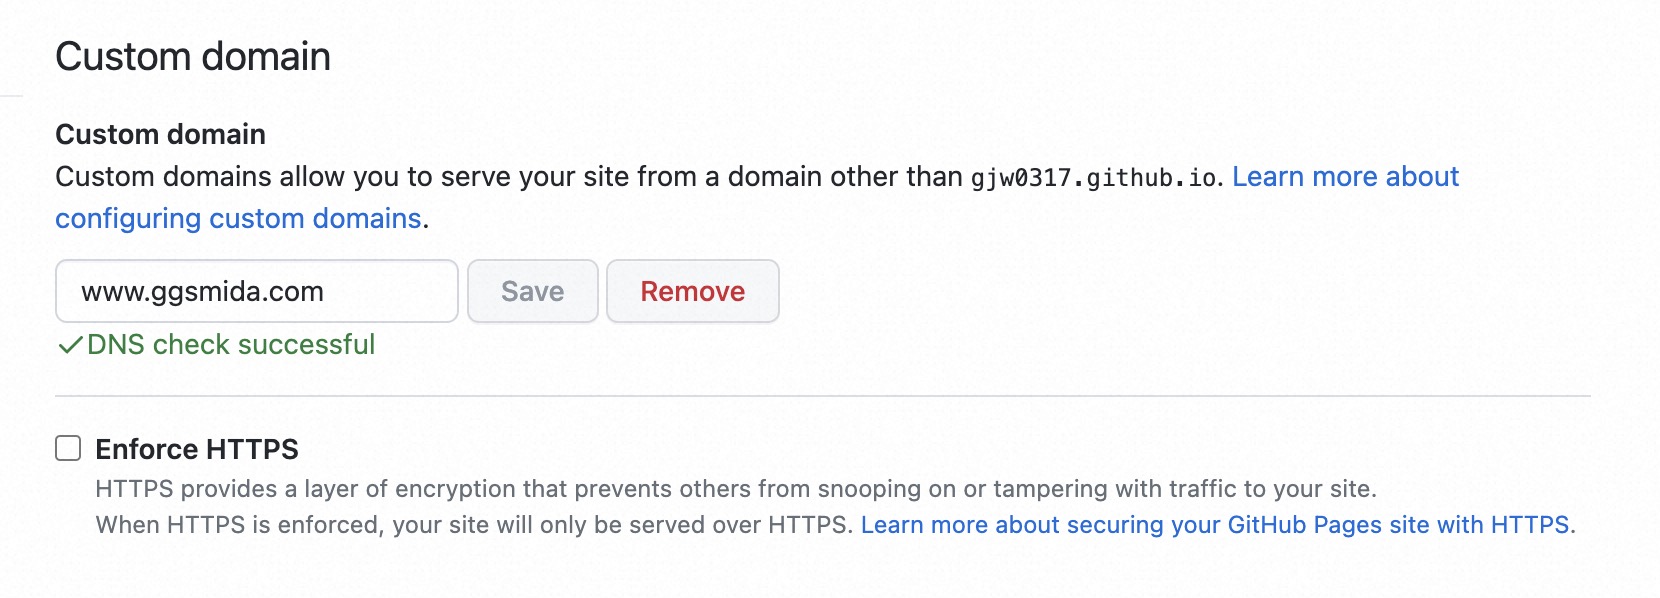 Custom domain
Custom domain
Custom domains allow you to serve your site from a domain other than gjw0317.github.io. Learn more about
configuring custom domains.
www.ggsmida.com Save Remove
✓DNS check successful
Enforce HTTPS
HTTPS provides a layer of encryption that prevents others from snooping on or tampering with traffic to your site.
When HTTPS is enforced, your site will only be served over HTTPS. Learn more about securing your GitHub Pages site with HTTPS.